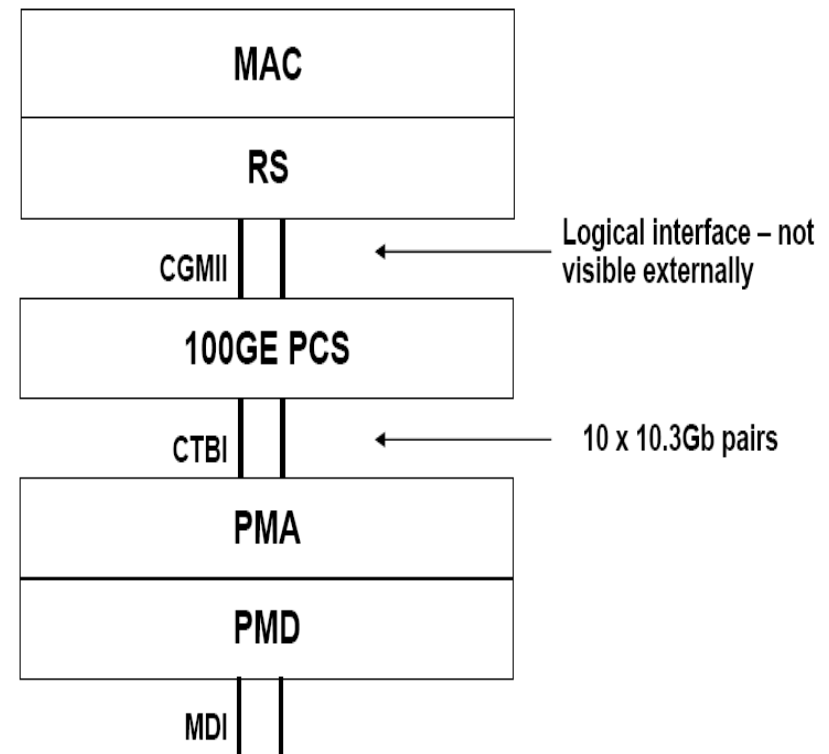 MAC
RS
CGMII
Logical interface – not
visible externally
100GE PCS
CTBI
10 x 10.3Gb pairs
PMA
PMD
MDI